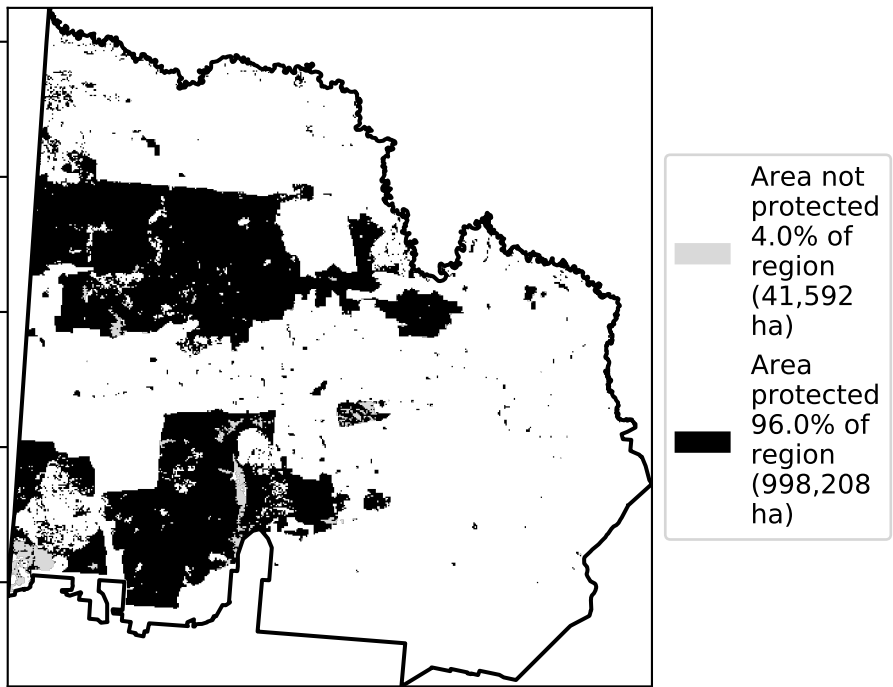 Area not
protected
4.0% of
region
(41,592
ha)
Area
protected
96.0% of
region
(998,208
ha)